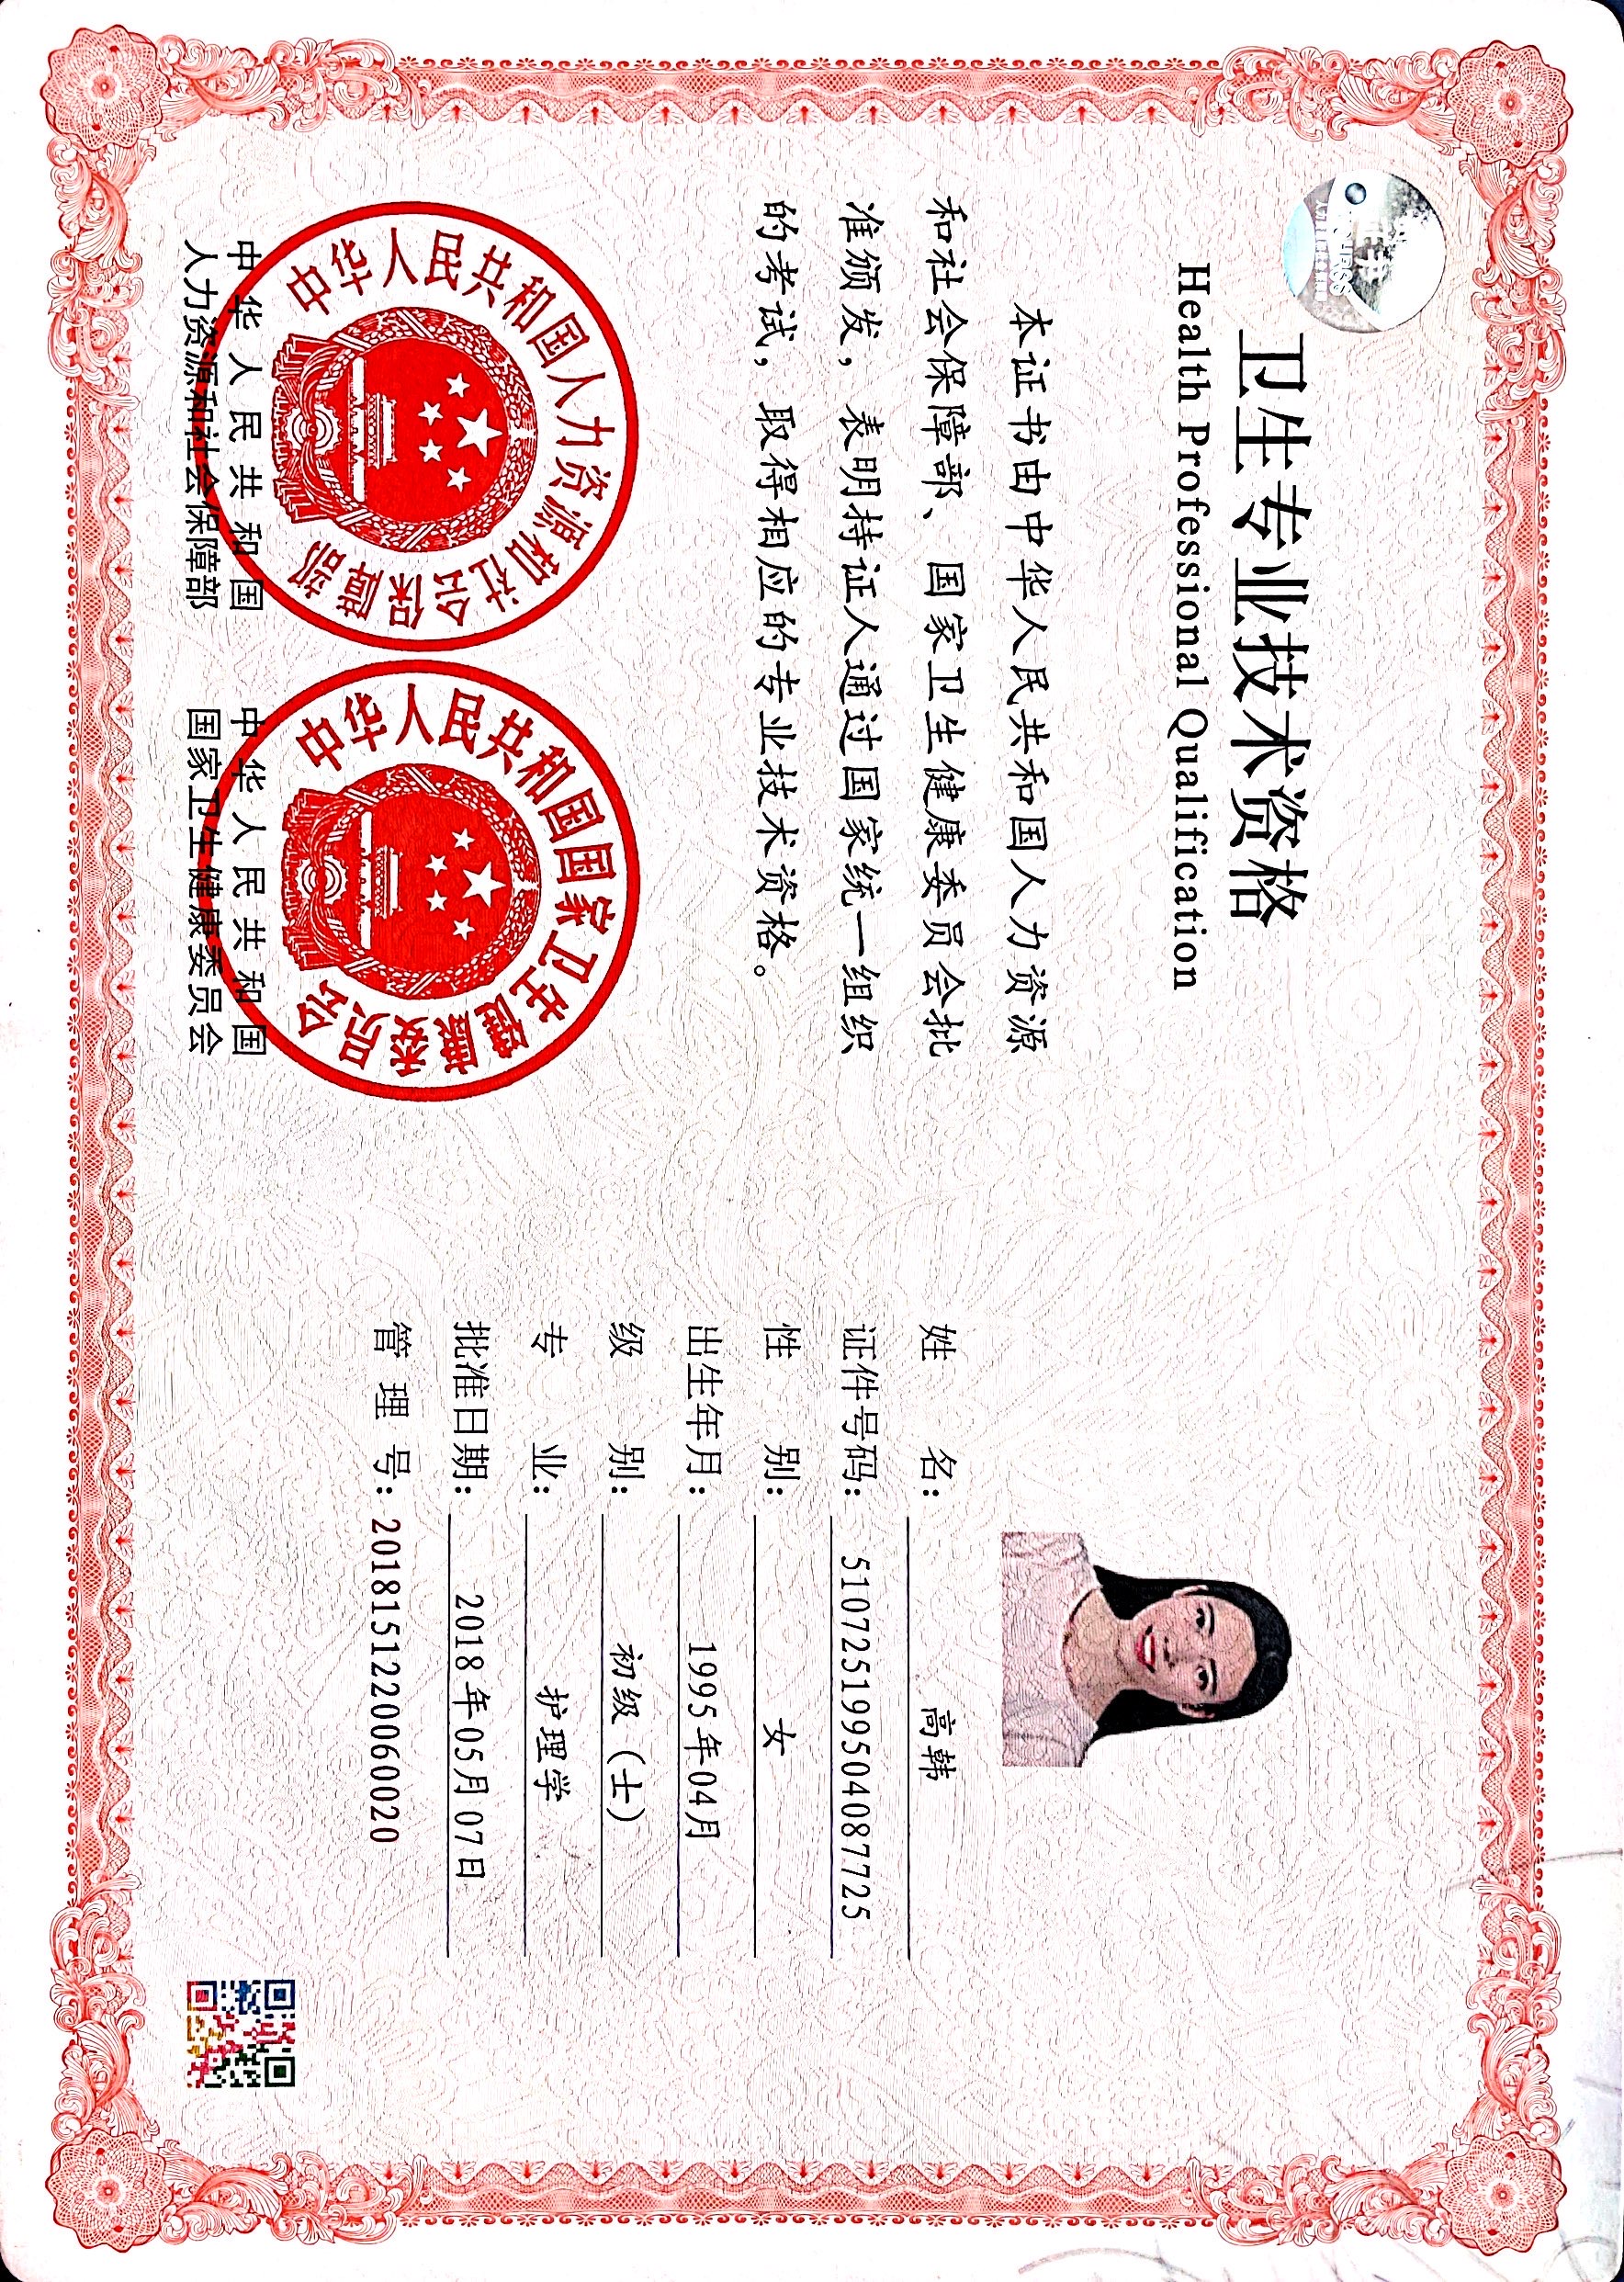 卫生专业技术资格
Health Professional Qualification
本证书由中华人民共和国人力资源
和社会保障部、国家卫生健康委员会批
准颁发，表明持证人通过国家统一组织
的考试，取得相应的专业技术资格。
中华人民共和国人力资源和社会保障部
中华人民共和国
人力资源和社会保障部
中华人民共和国国家卫生健康委员会
中华人民共和国
国家卫生健康委员会
姓名：高韩
证件号码：510725199504087725
性别：女
出生年月：1995年04月
级别：初级（士）
专业：护理学
批准日期：2018年05月07日
管理号：20181512200600​20